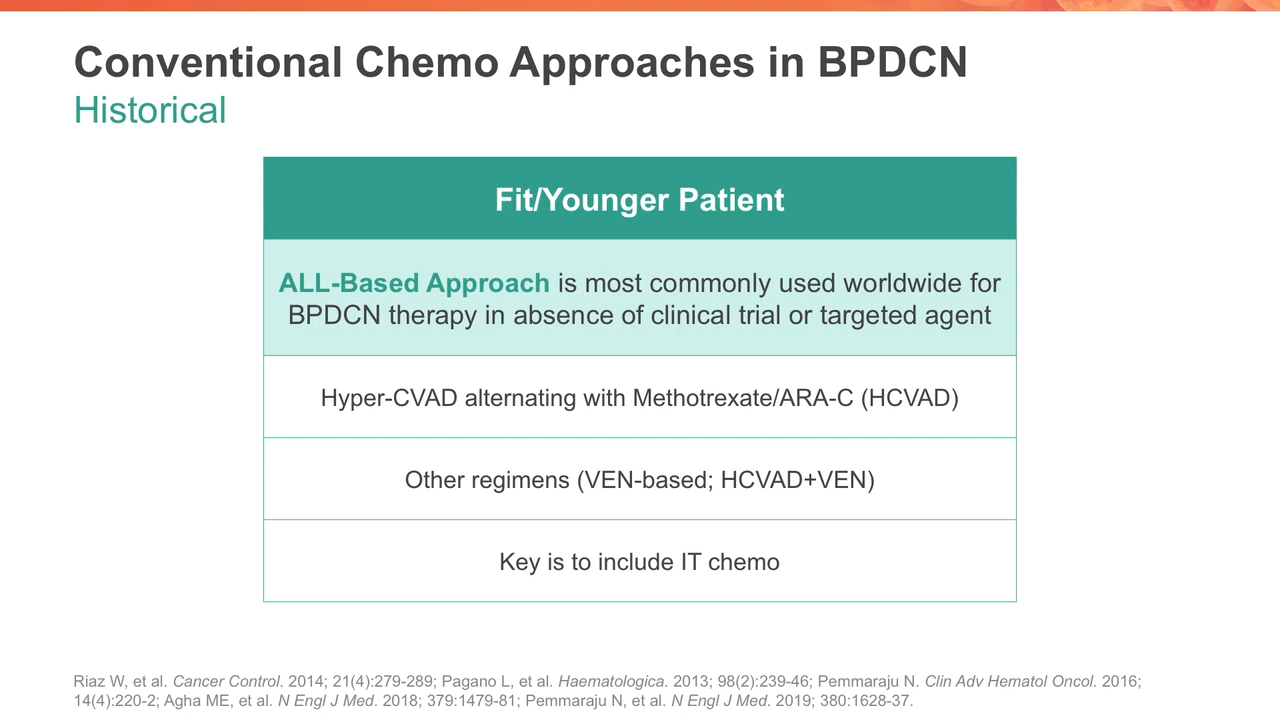 Conventional Chemo Approaches in BPDCN
Historical
Fit/Younger Patient
ALL-Based Approach is most commonly used worldwide for
BPDCN therapy in absence of clinical trial or targeted agent
Hyper-CVAD alternating with Methotrexate/ARA-C (HCVAD)
Other regimens (VEN-based; HCVAD+VEN)
Key is to include IT chemo
Riaz W, et al. Cancer Control. 2014; 21(4):279-289; Pagano L, et al. Haematologica. 2013; 98(2):239-46; Pemmaraju N. Clin Adv Hematol Oncol. 2016;
14(4):220-2; Agha ME, et al. N Engl J Med. 2018; 379:1479-81; Pemmaraju N, et al. N Engl J Med. 2019; 380:1628-37.